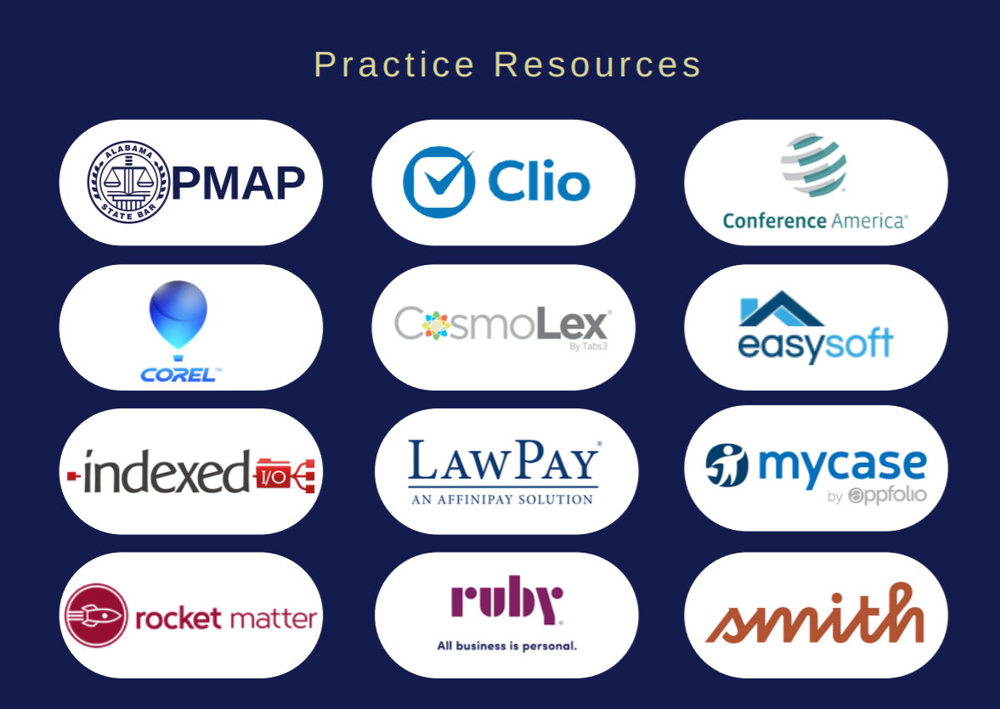 Practice Resources
ALABAMA
STATE BAR
PMAP
Clio
Conference America®
COREL™
CosmoLex®
By Tabs3
easysoft
indexed I/O
LAWPAY®
AN AFFINIPAY SOLUTION
mycase
by appfolio
rocket matter
ruby®
All business is personal.
smith